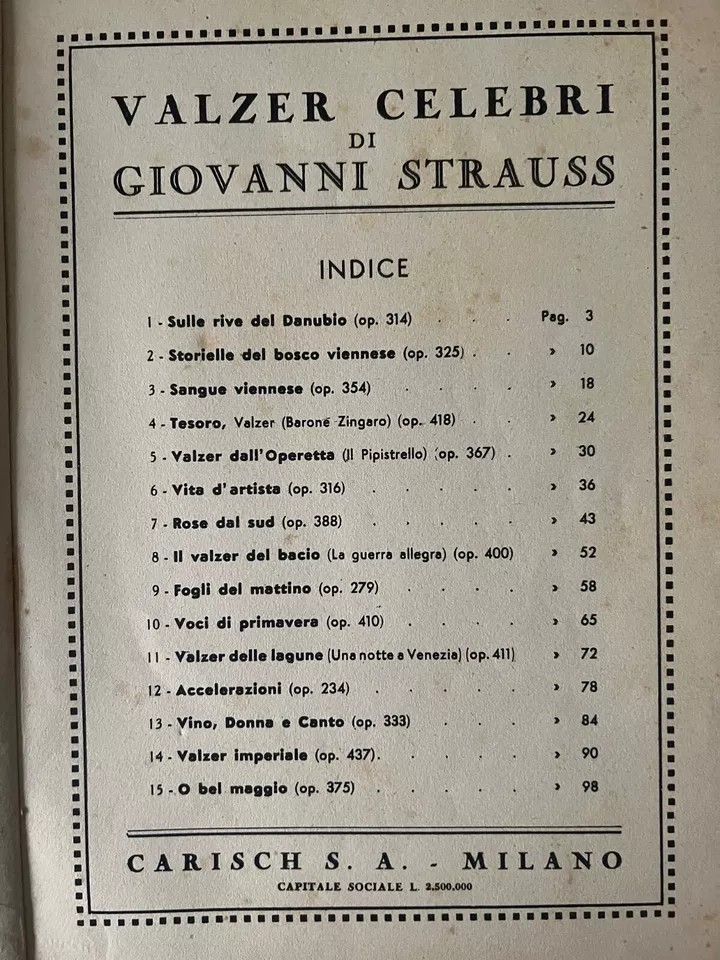 VALZER CELEBRI
DI
GIOVANNI STRAUSS
INDICE
1 - Sulle rive del Danubio (op. 314) . . . Pag. 3
2 - Storielle del bosco viennese (op. 325) . . » 10
3 - Sangue viennese (op. 354) . . . . » 18
4 - Tesoro, Valzer (Barone Zingaro) (op. 418) . . » 24
5 - Valzer dall'Operetta (Il Pipistrello) (op. 367) . » 30
6 - Vita d'artista (op. 316) . . . . . » 36
7 - Rose dal sud (op. 388) . . . . . » 43
8 - Il valzer del bacio (La guerra allegra) (op. 400) » 52
9 - Fogli del mattino (op. 279) . . . . » 58
10 - Voci di primavera (op. 410) . . . . » 65
11 - Valzer delle lagune (Una notte a Venezia) (op. 411) » 72
12 - Accelerazioni (op. 234) . . . . . » 78
13 - Vino, Donna e Canto (op. 333) . . . » 84
14 - Valzer imperiale (op. 437). . . . . » 90
15 - O bel maggio (op. 375) . . . . . » 98
CARISCH S. A. - MILANO
CAPITALE SOCIALE L. 2.500.000